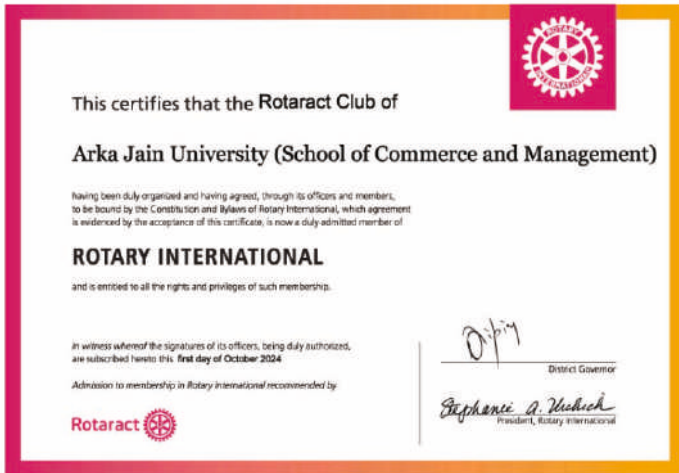 ROTARY
INTERNATIONAL
This certifies that the Rotaract Club of
Arka Jain University (School of Commerce and Management)
having been duly organized and having agreed, through its officers and members,
to be bound by the Constitution and Bylaws of Rotary International, which agreement
is evidenced by the acceptance of this certificate, is now a duly admitted member of
ROTARY INTERNATIONAL
and is entitled to all the rights and privileges of such membership.
In witness whereof the signatures of its officers, being duly authorized,
are subscribed hereto this first day of October 2024
Admission to membership in Rotary International recommended by
Rotaract
District Governor
Stephanie A. Urchick
President, Rotary International